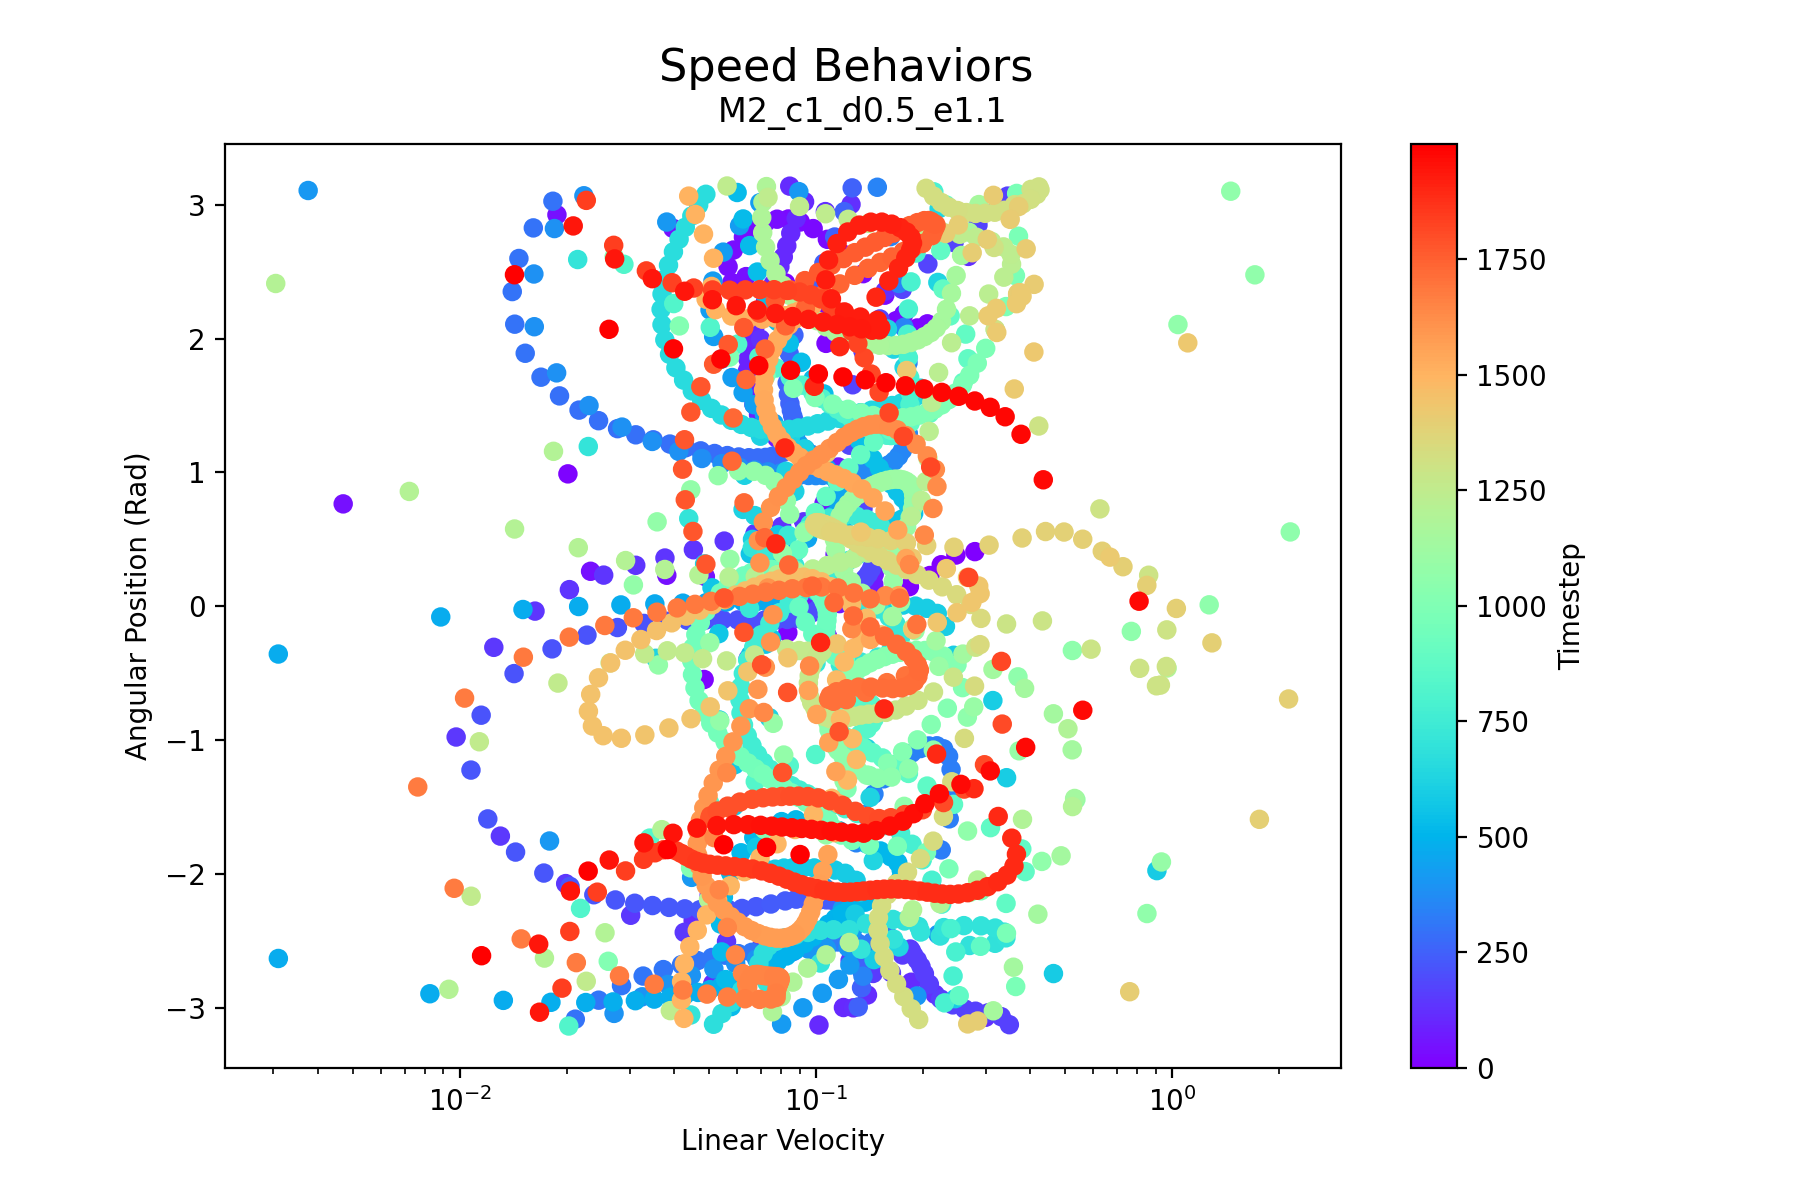 Speed Behaviors
M2_c1_d0.5_e1.1
3
2
1
0
−1
−2
−3
Angular Position (Rad)
10⁻² 10⁻¹ 10⁰
Linear Velocity
1750
1500
1250
1000
750
500
250
0
Timestep